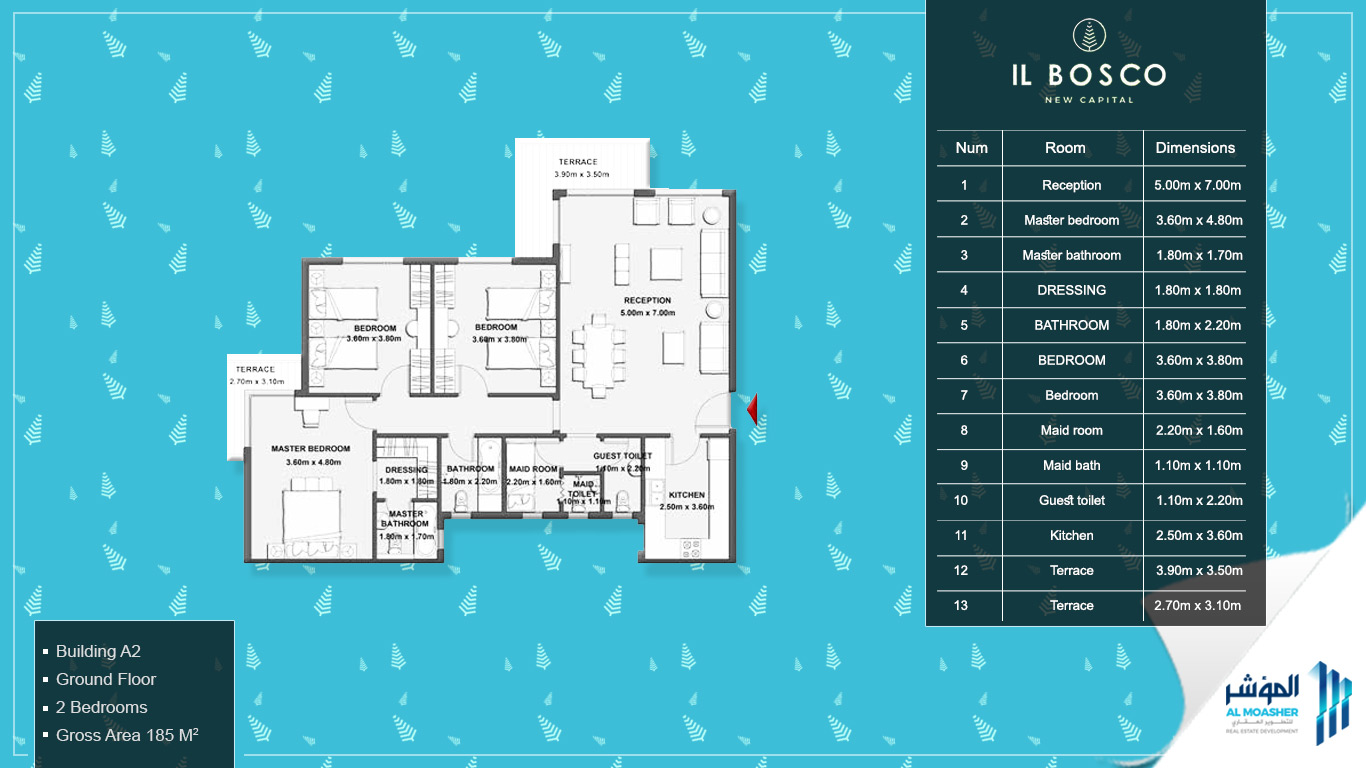 IL BOSCO
NEW CAPITAL
Num Room Dimensions
1 Reception 5.00m x 7.00m
2 Master bedroom 3.60m x 4.80m
3 Master bathroom 1.80m x 1.70m
4 DRESSING 1.80m x 1.80m
5 BATHROOM 1.80m x 2.20m
6 BEDROOM 3.60m x 3.80m
7 Bedroom 3.60m x 3.80m
8 Maid room 2.20m x 1.60m
9 Maid bath 1.10m x 1.10m
10 Guest toilet 1.10m x 2.20m
11 Kitchen 2.50m x 3.60m
12 Terrace 3.90m x 3.50m
13 Terrace 2.70m x 3.10m
TERRACE
3.90m x 3.50m
RECEPTION
5.00m x 7.00m
BEDROOM
3.60m x 3.80m
BEDROOM
3.60m x 3.80m
TERRACE
2.70m x 3.10m
MASTER BEDROOM
3.60m x 4.80m
DRESSING
1.80m x 1.80m
BATHROOM
1.80m x 2.20m
MAID ROOM
2.20m x 1.60m
GUEST TOILET
1.10m x 2.20m
MAID
TOILET
1.10m x 1.10m
KITCHEN
2.50m x 3.60m
MASTER
BATHROOM
1.80m x 1.70m
Building A2
Ground Floor
2 Bedrooms
Gross Area 185 M²
المؤشر
AL MOASHER
للتطوير العقاري
REAL ESTATE DEVELOPMENT